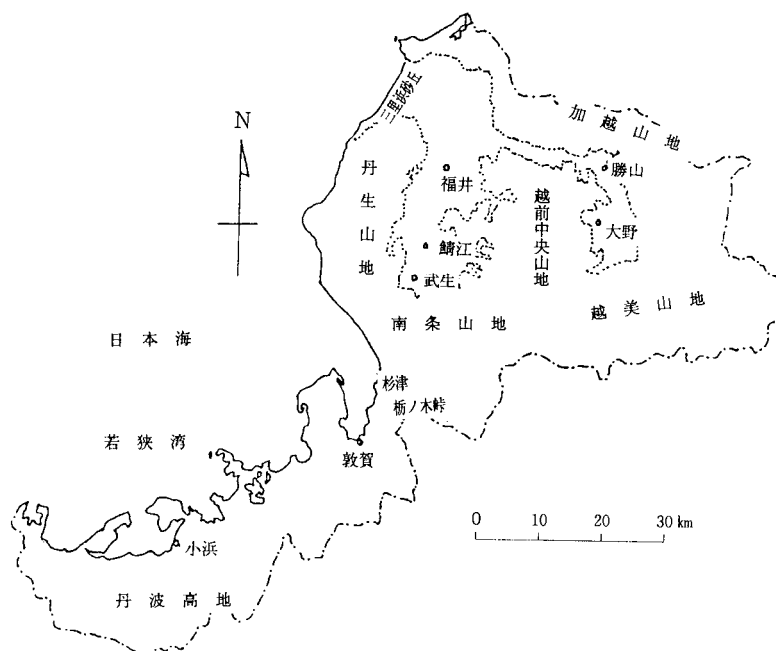 N
三里浜砂丘
加越山地
丹生山地
福井
勝山
越前中央山地
大野
鯖江
武生
南条山地
越美山地
日本海
杉津
栃ノ木峠
若狭湾
敦賀
0 10 20 30 km
小浜
丹波高地